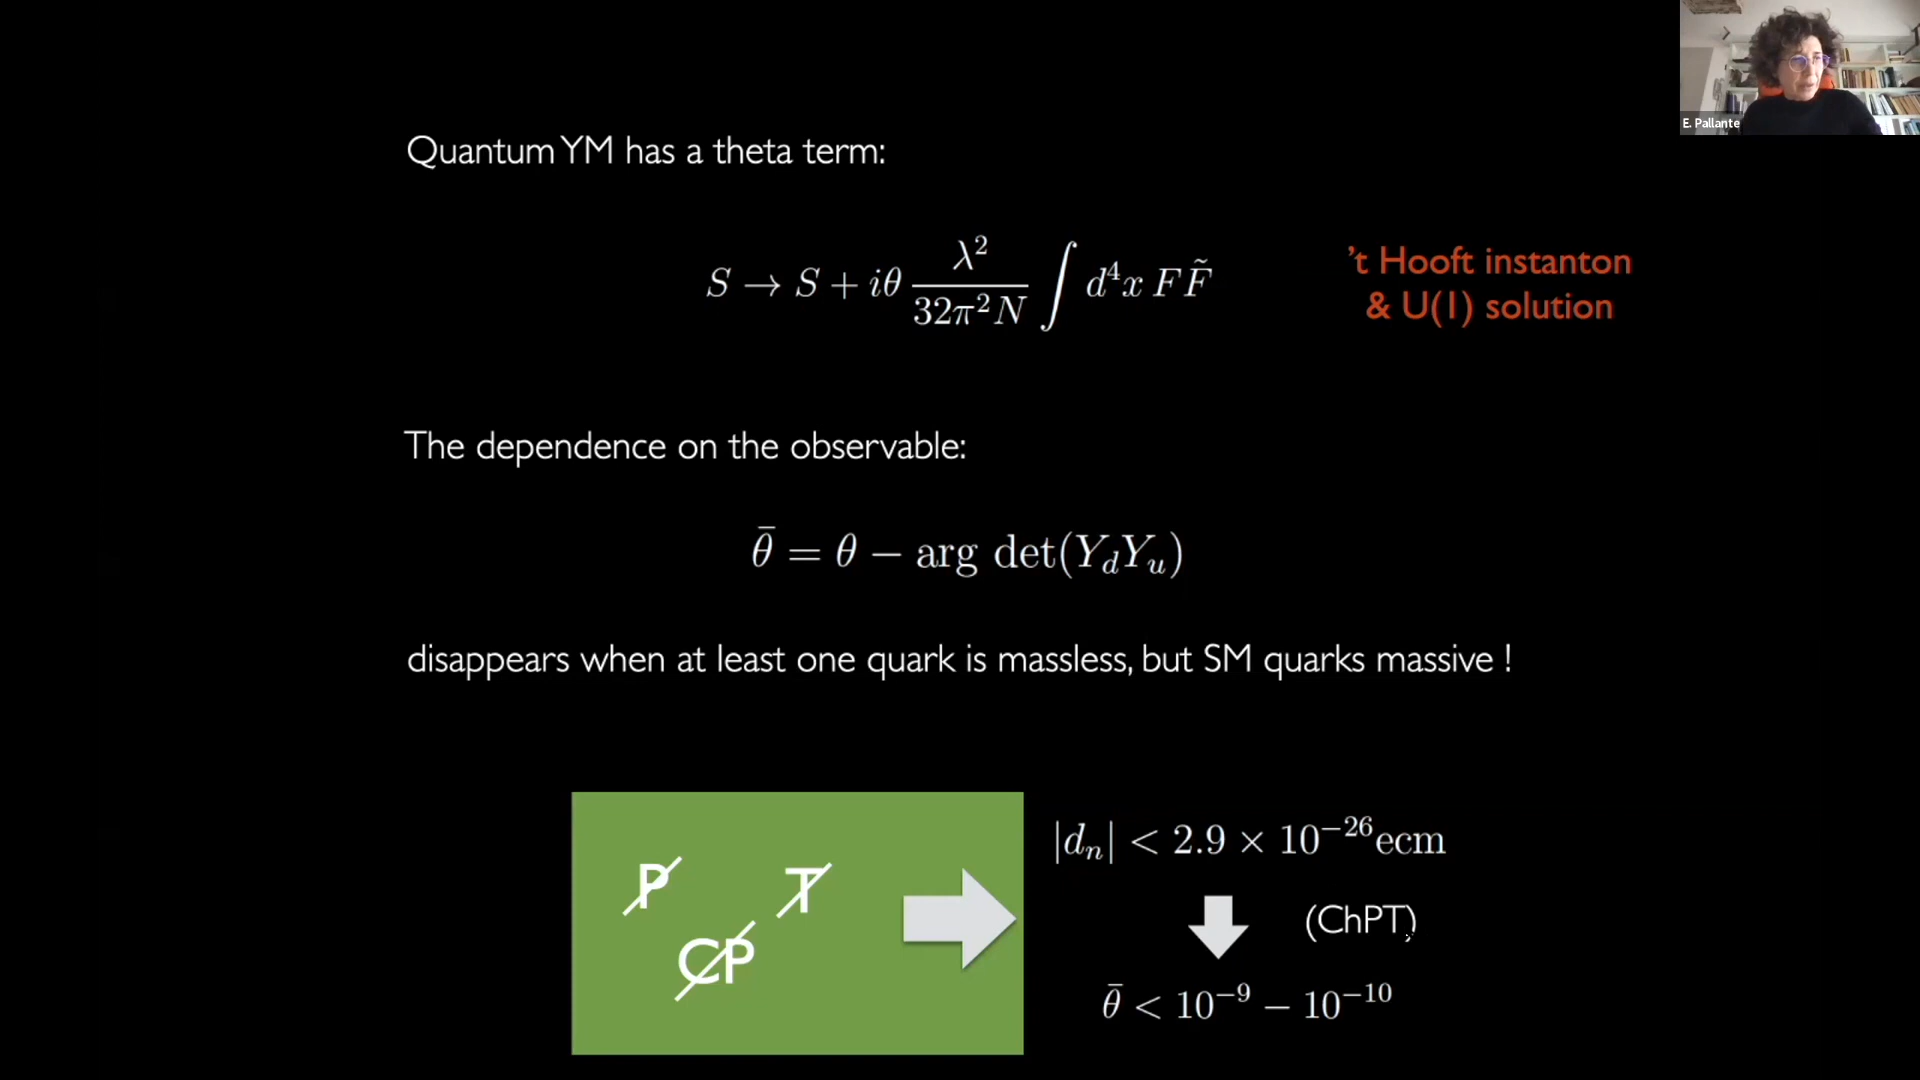 E. Pallante
Quantum YM has a theta term:
S → S + iθ λ²/32π²N ∫ d⁴x F F̃
’t Hooft instanton
& U(1) solution
The dependence on the observable:
θ̄ = θ − arg det(Y_d Y_u)
disappears when at least one quark is massless, but SM quarks massive !
P T
CP
|d_n| < 2.9 × 10⁻²⁶ecm
(ChPT)
θ̄ < 10⁻⁹ − 10⁻¹⁰